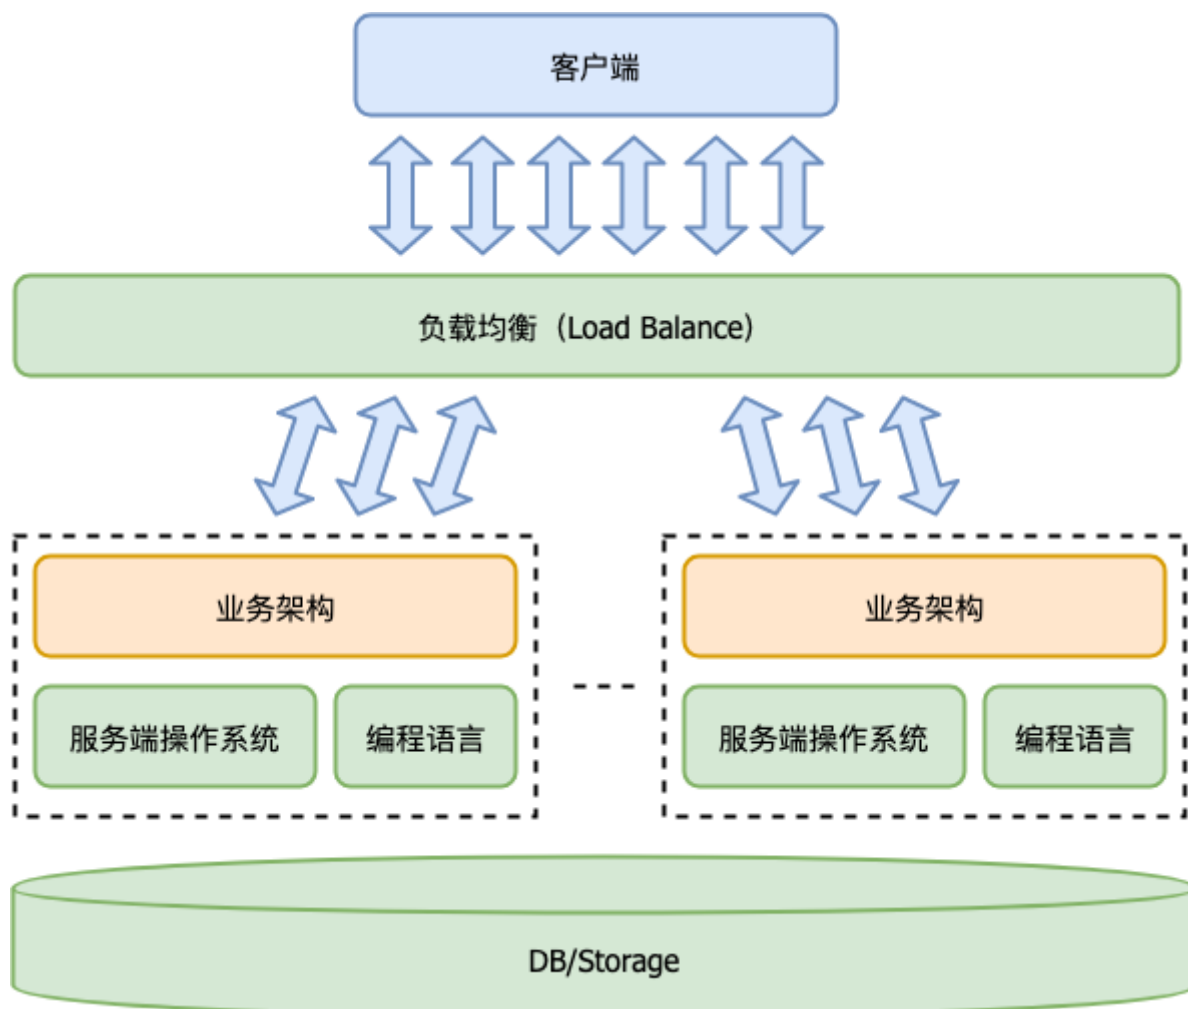 客户端
负载均衡（Load Balance）
业务架构
业务架构
服务端操作系统
编程语言
服务端操作系统
编程语言
DB/Storage